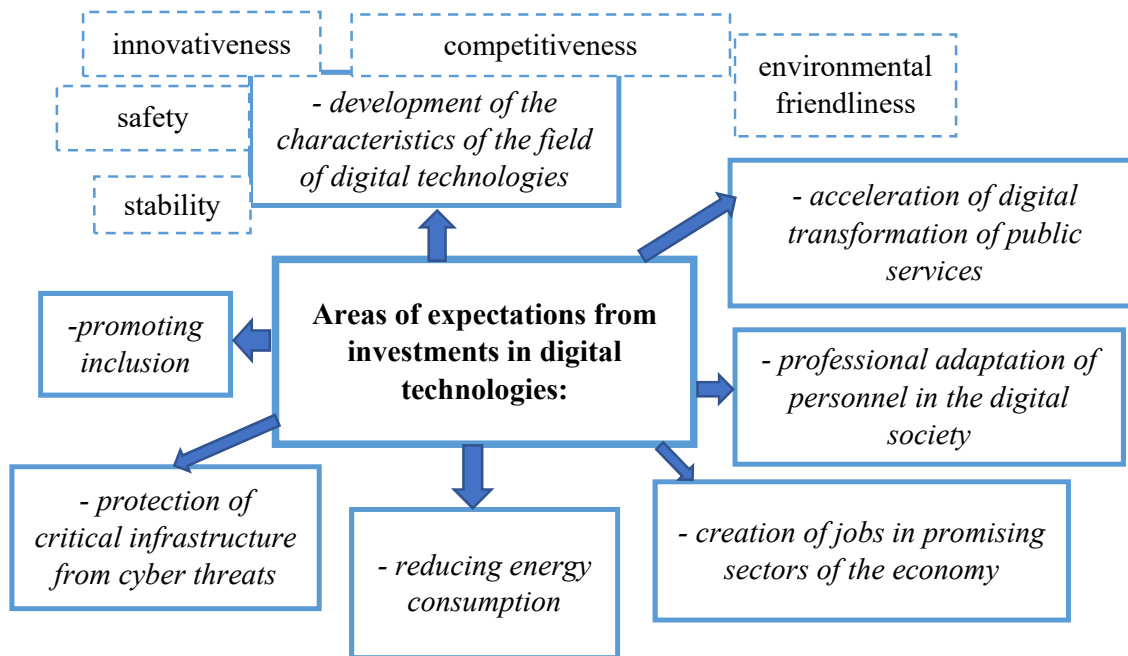 innovativeness
competitiveness
environmental
friendliness
safety
stability
- development of the
characteristics of the field
of digital technologies
- acceleration of digital
transformation of public
services
Areas of expectations from
investments in digital
technologies:
-promoting
inclusion
- professional adaptation of
personnel in the digital
society
- protection of
critical infrastructure
from cyber threats
- reducing energy
consumption
- creation of jobs in promising
sectors of the economy